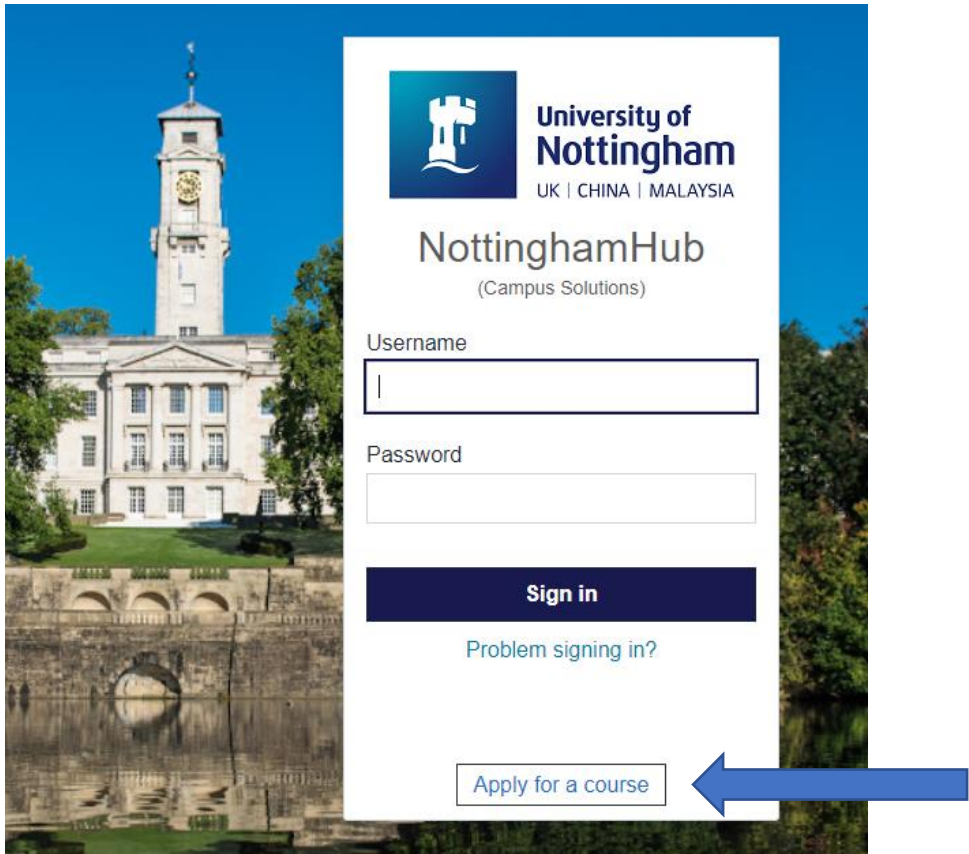 University of
Nottingham
UK | CHINA | MALAYSIA
NottinghamHub
(Campus Solutions)
Username
Password
Sign in
Problem signing in?
Apply for a course